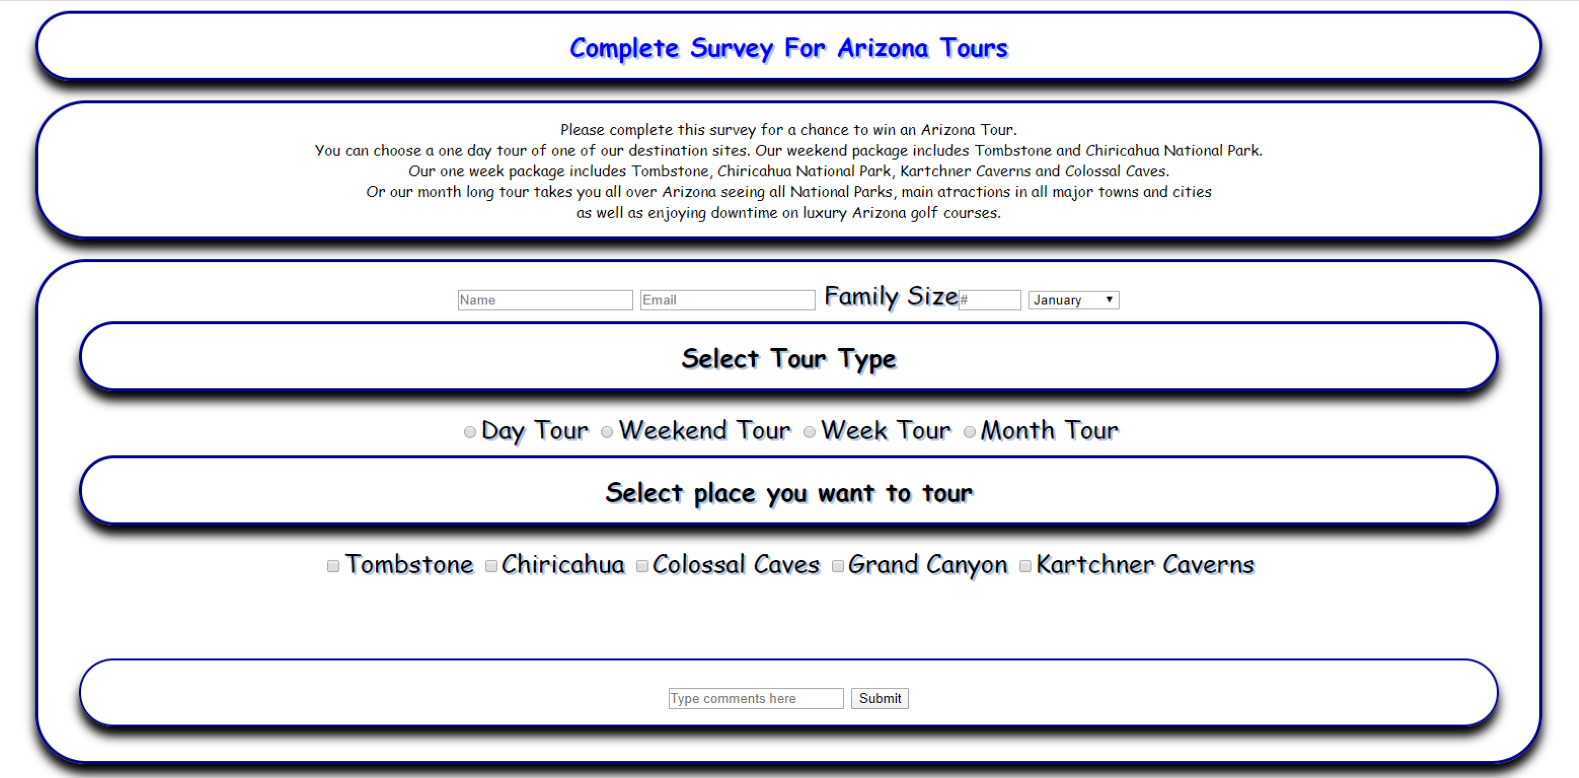 Complete Survey For Arizona Tours
Please complete this survey for a chance to win an Arizona Tour.
You can choose a one day tour of one of our destination sites. Our weekend package includes Tombstone and Chiricahua National Park.
Our one week package includes Tombstone, Chiricahua National Park, Kartchner Caverns and Colossal Caves.
Or our month long tour takes you all over Arizona seeing all National Parks, main atractions in all major towns and cities
as well as enjoying downtime on luxury Arizona golf courses.
Name Email Family Size # January
Select Tour Type
Day Tour Weekend Tour Week Tour Month Tour
Select place you want to tour
Tombstone Chiricahua Colossal Caves Grand Canyon Kartchner Caverns
Type comments here Submit